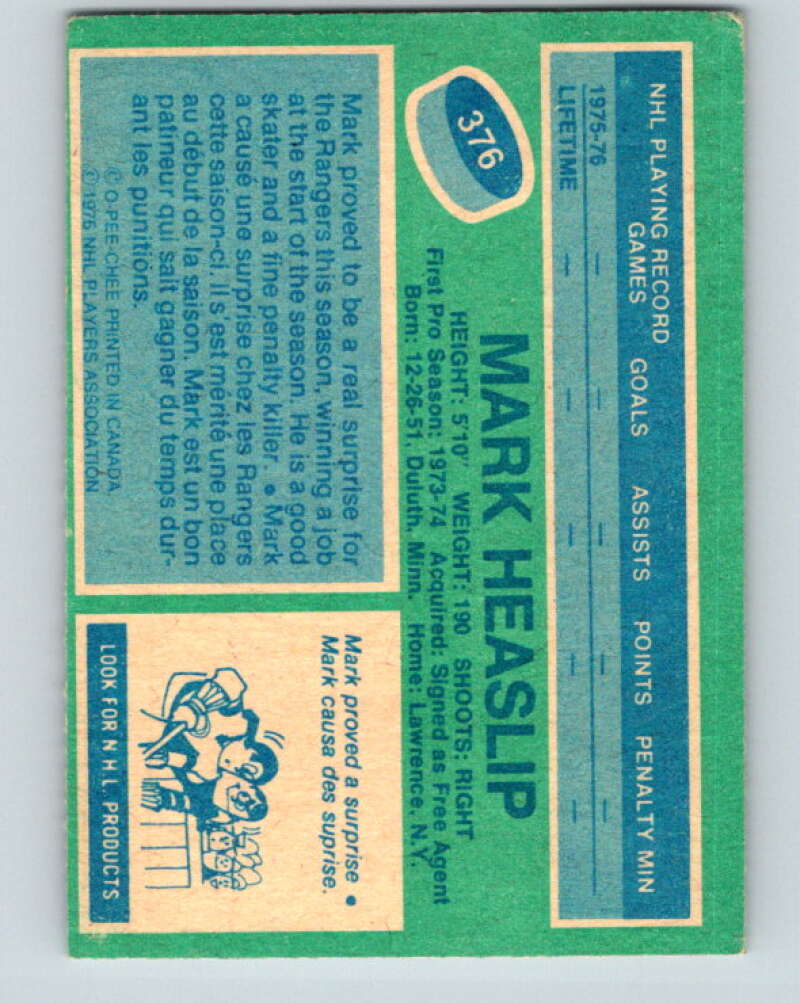 NHL PLAYING RECORD
GAMES GOALS ASSISTS POINTS PENALTY MIN
1975-76 — — — — —
LIFETIME — — — — —
376
MARK HEASLIP
HEIGHT: 5'10" WEIGHT: 190 SHOOTS: RIGHT
First Pro Season: 1973-74 Acquired: Signed as Free Agent
Born: 12-26-51, Duluth, Minn. Home: Lawrence, N.Y.
Mark proved to be a real surprise for
the Rangers this season, winning a job
at the start of the season. He is a good
skater and a fine penalty killer. • Mark
a causé une surprise chez les Rangers
cette saison-ci. Il s'est mérité une place
au début de la saison. Mark est un bon
patineur qui sait gagner du temps dur-
ant les punitions.
© O-PEE-CHEE PRINTED IN CANADA
© 1976 NHL PLAYERS ASSOCIATION
Mark proved a surprise •
Mark causa des suprise.
LOOK FOR N.H.L. PRODUCTS